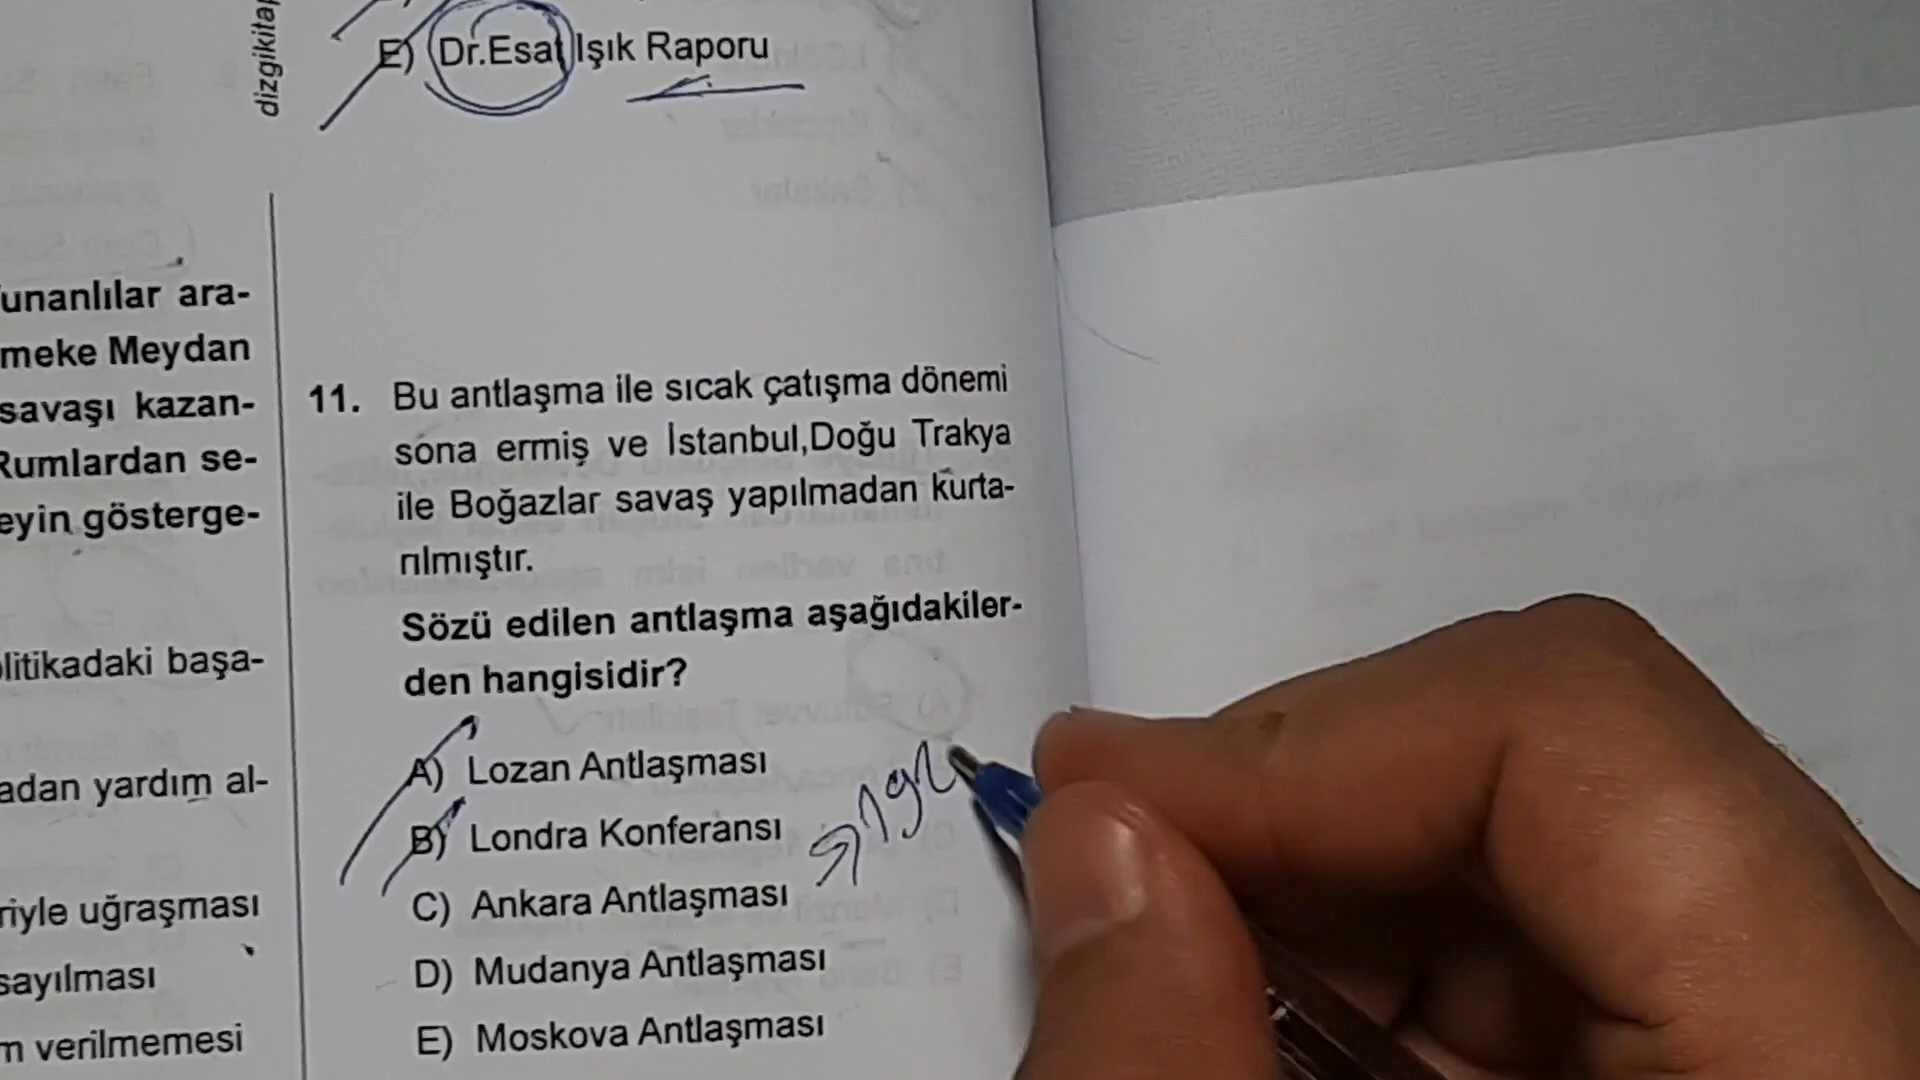 dizgikitap
E) Dr.Esat Işık Raporu
unanlılar ara-
meke Meydan
savaşı kazan-
Rumlardan se-
eyin gösterge-
litikadaki başa-
adan yardım al-
riyle uğraşması
sayılması
m verilmemesi
11. Bu antlaşma ile sıcak çatışma dönemi
sona ermiş ve İstanbul,Doğu Trakya
ile Boğazlar savaş yapılmadan kurta-
rılmıştır.
Sözü edilen antlaşma aşağıdakiler-
den hangisidir?
A) Lozan Antlaşması
B) Londra Konferansı
C) Ankara Antlaşması
D) Mudanya Antlaşması
E) Moskova Antlaşması